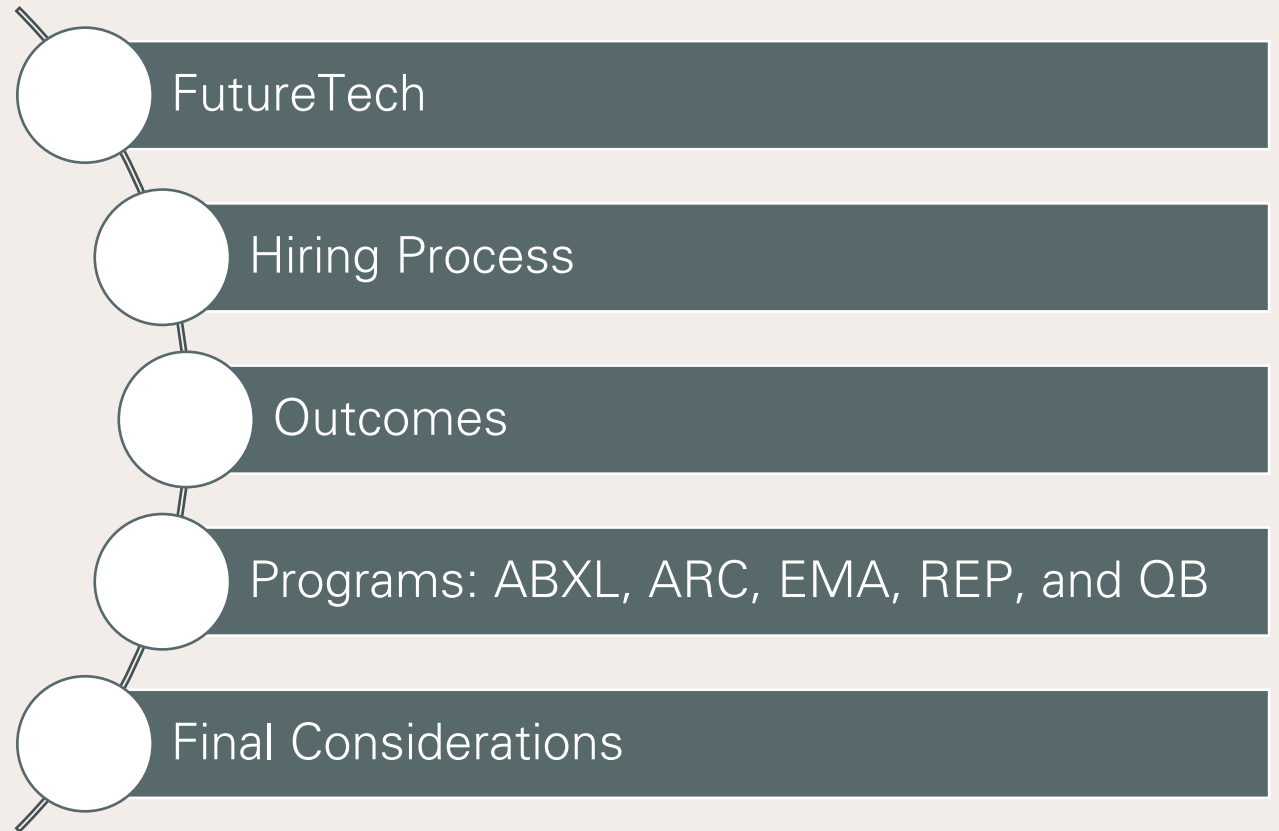 FutureTech
Hiring Process
Outcomes
Programs: ABXL, ARC, EMA, REP, and QB
Final Considerations